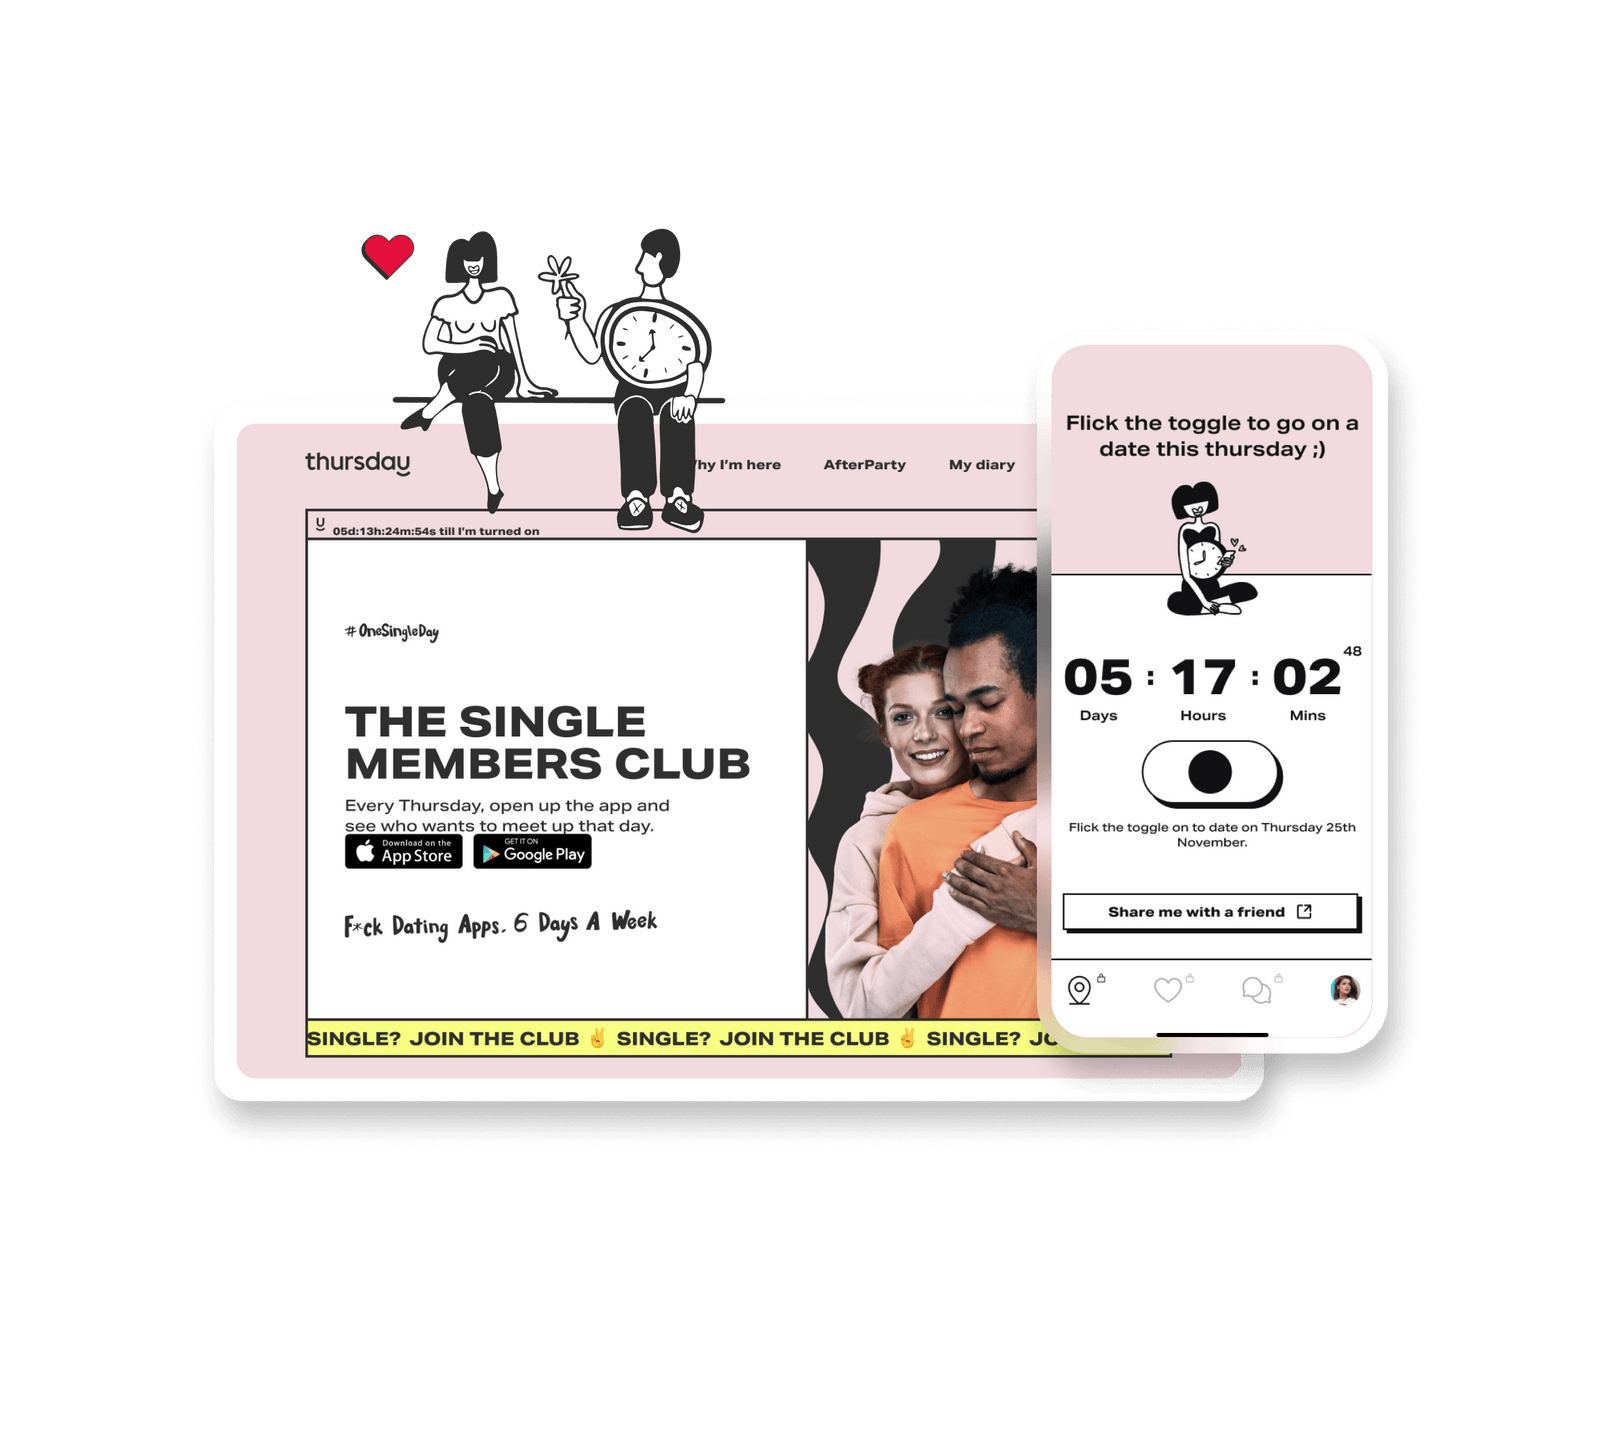 thursday
hy I'm here
AfterParty
My diary
05d:13h:24m:54s till I'm turned on
#OneSingleDay
THE SINGLE
MEMBERS CLUB
Every Thursday, open up the app and
see who wants to meet up that day.
Download on the
App Store
GET IT ON
Google Play
F*ck Dating Apps. 6 Days A Week
SINGLE? JOIN THE CLUB ✌ SINGLE? JOIN THE CLUB ✌ SINGLE? JO
Flick the toggle to go on a
date this thursday ;)
05 : 17 : 02 48
Days Hours Mins
Flick the toggle on to date on Thursday 25th
November.
Share me with a friend